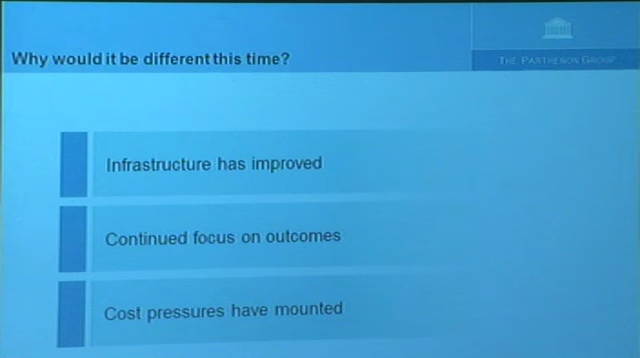 Why would it be different this time?
THE PARTHENON GROUP
Infrastructure has improved
Continued focus on outcomes
Cost pressures have mounted